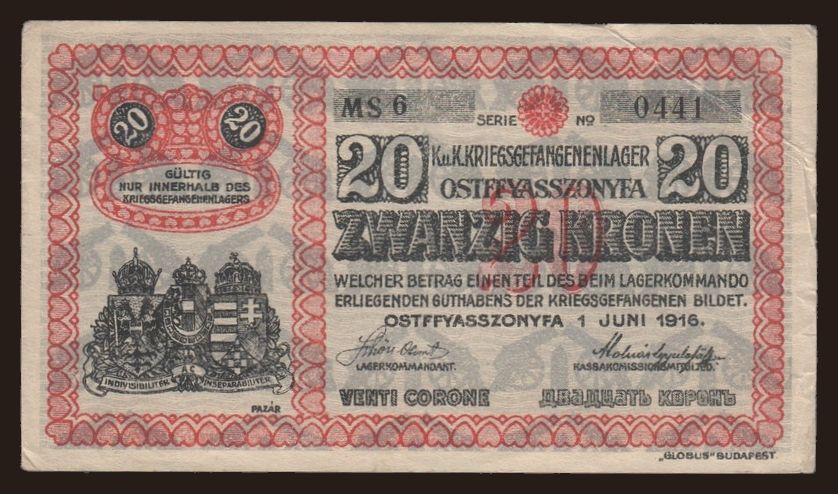 20 20
GÜLTIG
NUR INNERHALB DES
KRIEGSGEFANGENENLAGERS
INDIVISIBILITER AC INSEPARABILITER
PAZÁR
MS 6 SERIE No 0441
20 K.u.K.KRIEGSGEFANGENENLAGER 20
OSTFFYASSZONYFA
20
ZWANZIG KRONEN
WELCHER BETRAG EINEN TEIL DES BEIM LAGERKOMMANDO
ERLIEGENDEN GUTHABENS DER KRIEGSGEFANGENEN BILDET.
OSTFFYASSZONYFA 1 JUNI 1916.
LAGERKOMMANDANT. KASSAKOMISSIONSMITGLIED.
VENTI CORONE ДВАДЦАТЬ КОРОНЪ
„GLOBUS“ BUDAPEST